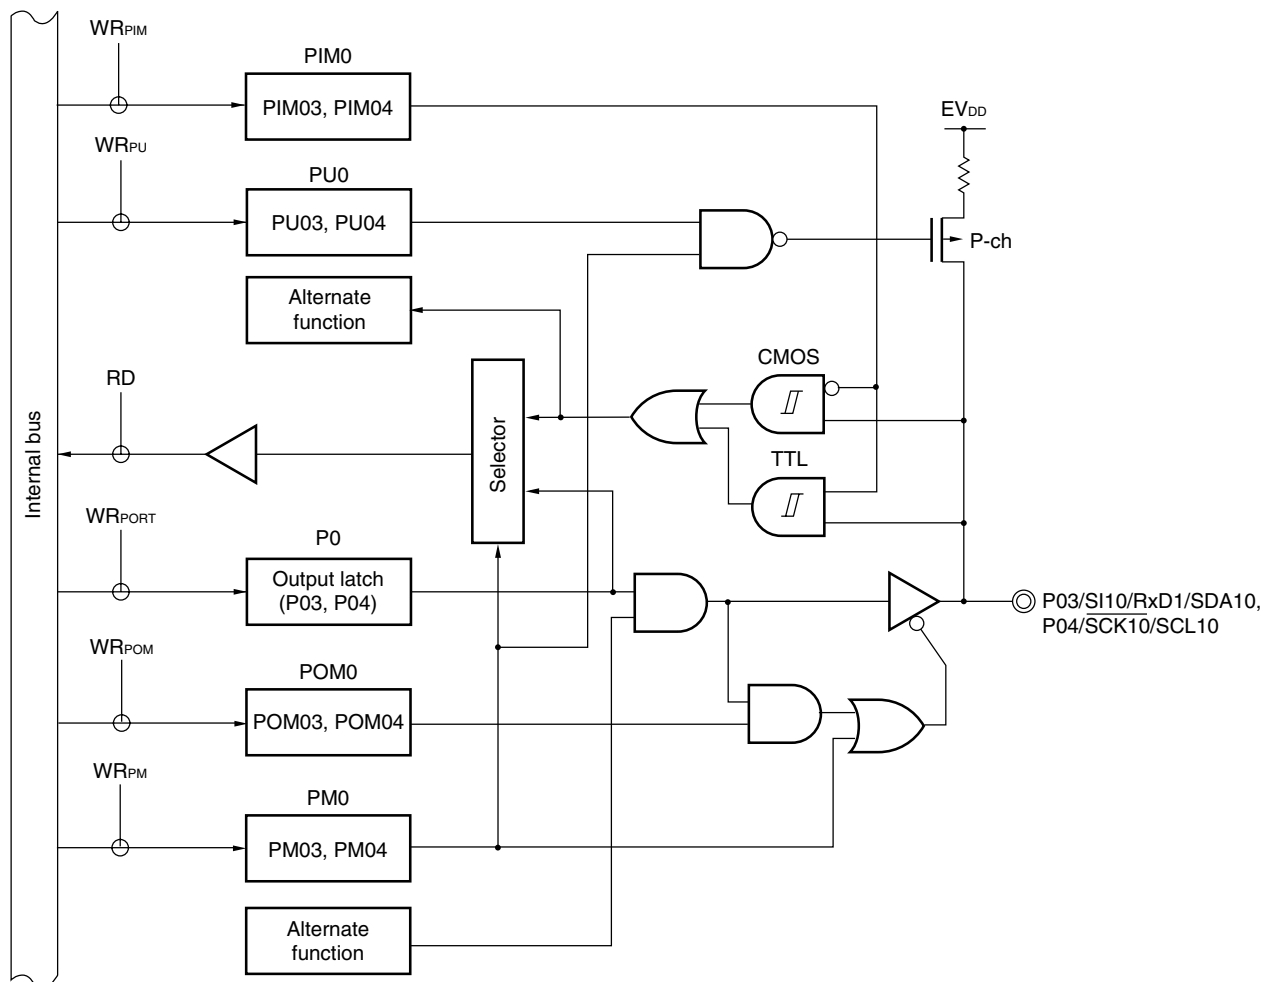 WRPIM
PIM0
PIM03, PIM04
EVDD
WRPU
PU0
PU03, PU04
P-ch
Alternate
function
CMOS
RD
Selector
Internal bus
TTL
WRPORT
P0
Output latch
(P03, P04)
P03/SI10/RxD1/SDA10,
P04/SCK10/SCL10
WRPOM
POM0
POM03, POM04
WRPM
PM0
PM03, PM04
Alternate
function